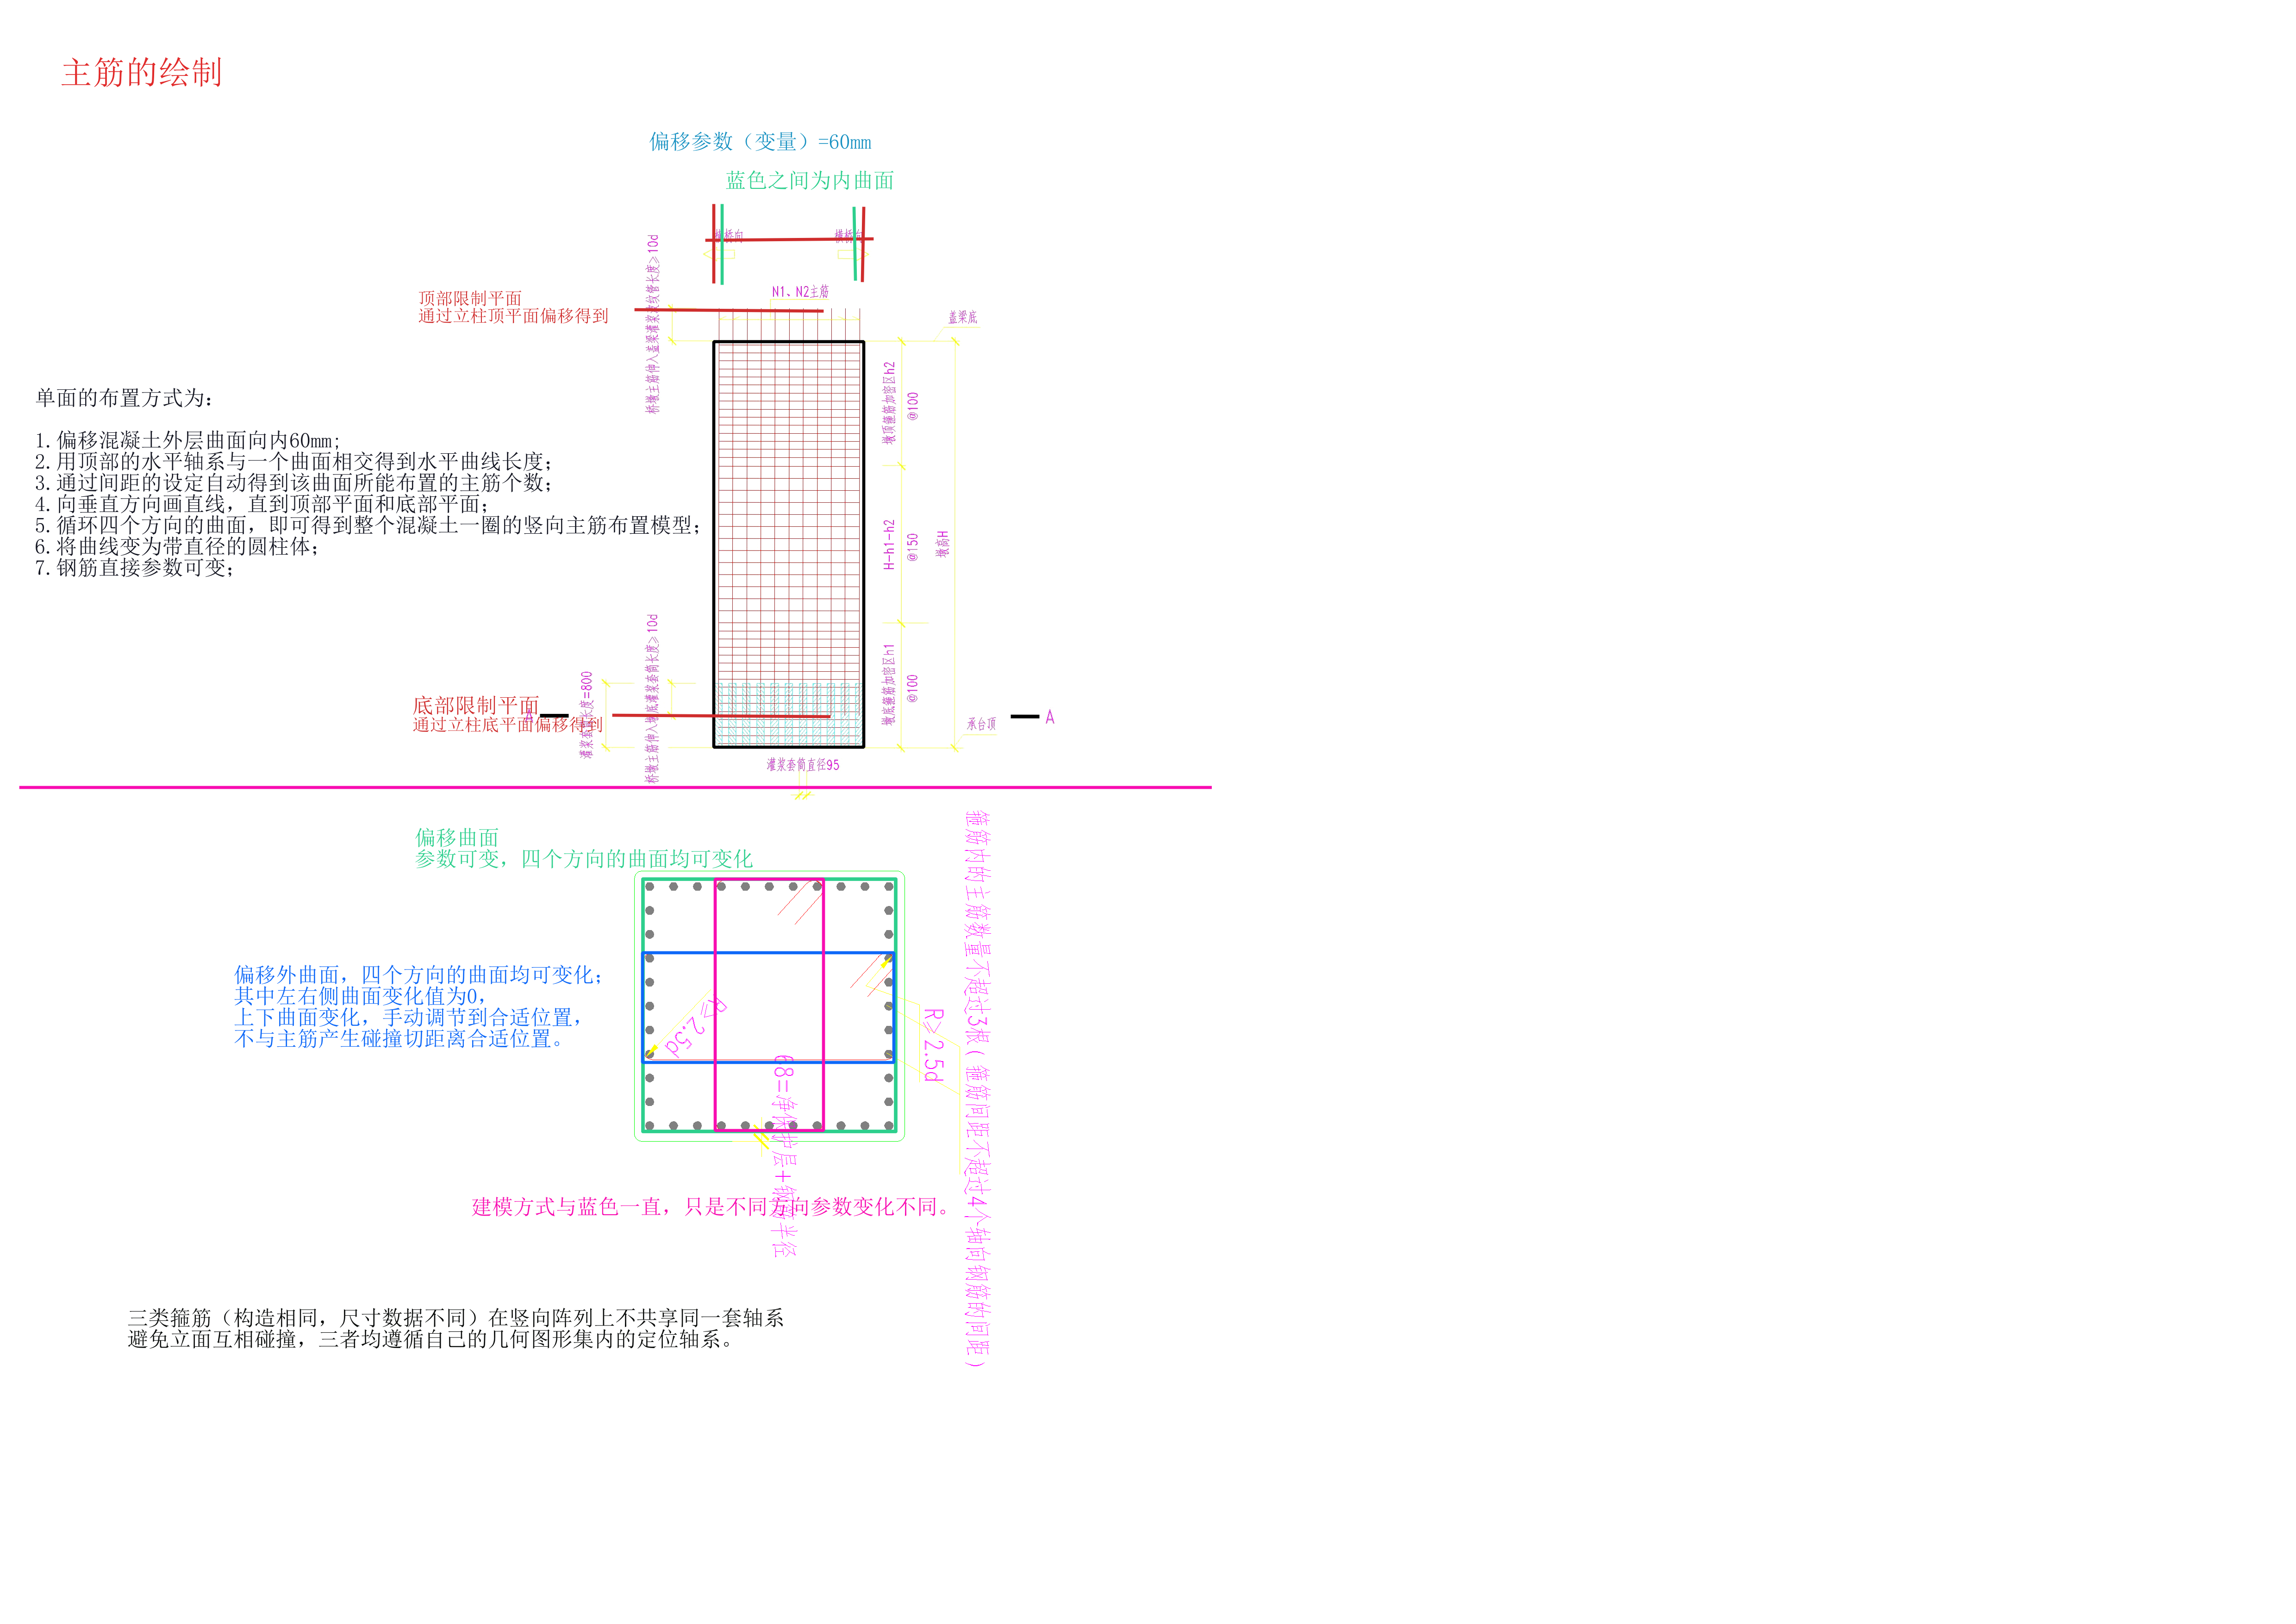 主筋的绘制
偏移参数（变量）=60mm
蓝色之间为内曲面
横桥向
横桥向
N1、N2主筋
顶部限制平面
通过立柱顶平面偏移得到
桥墩主筋伸入盖梁灌浆波纹管长度≥10d
盖梁底
墩顶箍筋加密区h2
@100
单面的布置方式为:
1.偏移混凝土外层曲面向内60mm;
2.用顶部的水平轴系与一个曲面相交得到水平曲线长度;
3.通过间距的设定自动得到该曲面所能布置的主筋个数;
4.向垂直方向画直线，直到顶部平面和底部平面;
5.循环四个方向的曲面，即可得到整个混凝土一圈的竖向主筋布置模型;
6.将曲线变为带直径的圆柱体;
7.钢筋直接参数可变;
H-h1-h2
@150
墩高H
墩底箍筋加密区h1
@100
桥墩主筋伸入墩底灌浆套筒长度≥10d
灌浆套筒长度=800
底部限制平面
通过立柱底平面偏移得到
A
A
承台顶
灌浆套筒直径95
偏移曲面
参数可变，四个方向的曲面均可变化
偏移外曲面，四个方向的曲面均可变化;
其中左右侧曲面变化值为0，
上下曲面变化，手动调节到合适位置，
不与主筋产生碰撞切距离合适位置。
R≥2.5d
R≥2.5d
68=净保护层+钢筋半径
箍筋内的主筋数量不超过3根(箍筋间距不超过4个轴向钢筋的间距)
建模方式与蓝色一直，只是不同方向参数变化不同。
三类箍筋（构造相同，尺寸数据不同）在竖向阵列上不共享同一套轴系
避免立面互相碰撞，三者均遵循自己的几何图形集内的定位轴系。